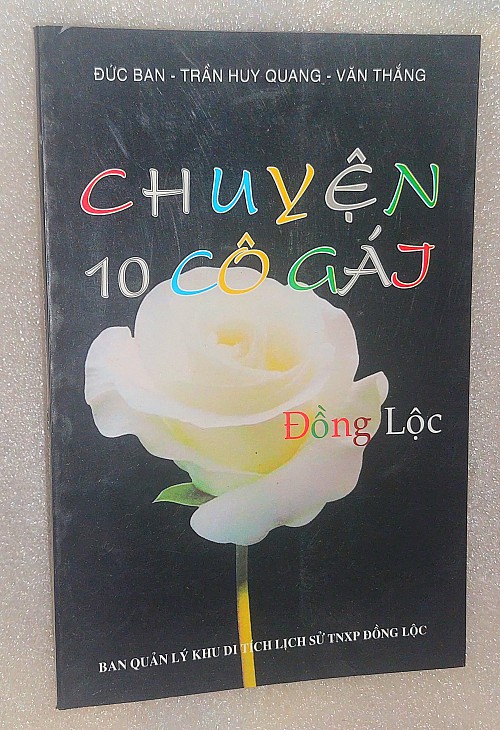 ĐỨC BAN - TRẦN HUY QUANG - VĂN THẮNG
CHUYỆN
10 CÔ GÁI
Đồng Lộc
BAN QUẢN LÝ KHU DI TÍCH LỊCH SỬ TNXP ĐỒNG LỘC